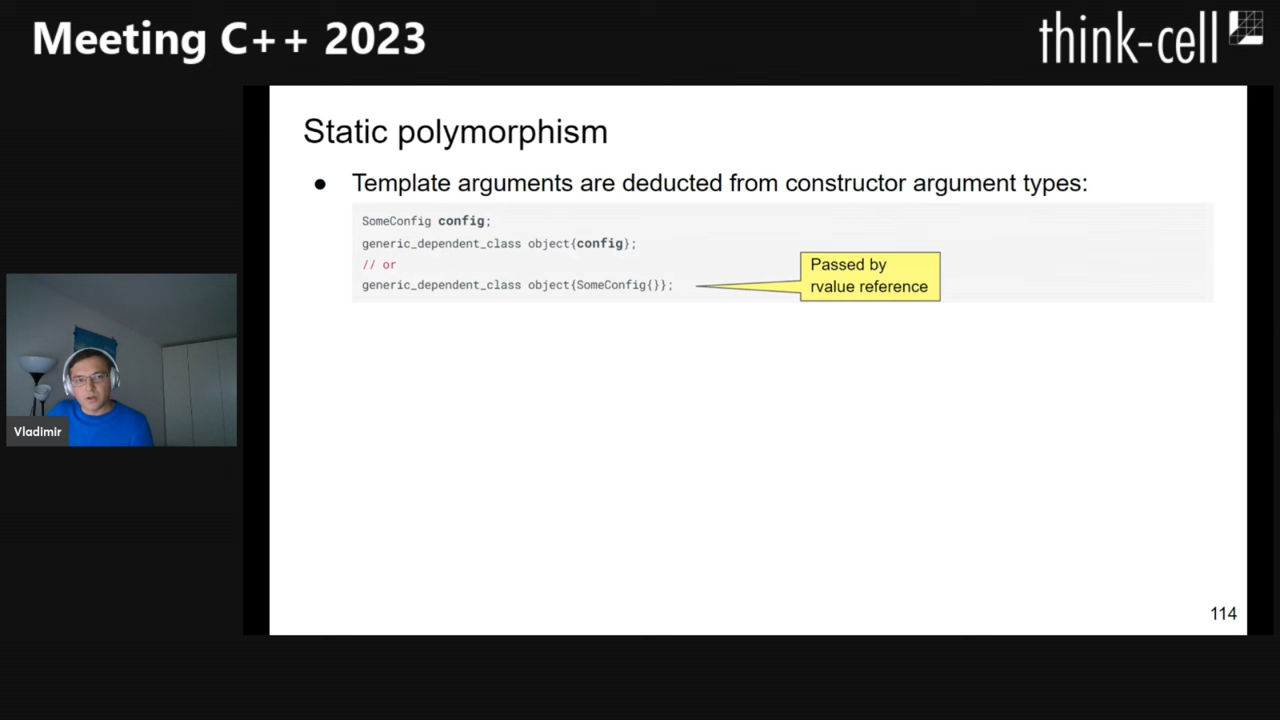 Meeting C++ 2023
think-cell
Static polymorphism
● Template arguments are deducted from constructor argument types:
SomeConfig config;
generic_dependent_class object{config};
// or
generic_dependent_class object{SomeConfig{}};
Passed by
rvalue reference
Vladimir
114